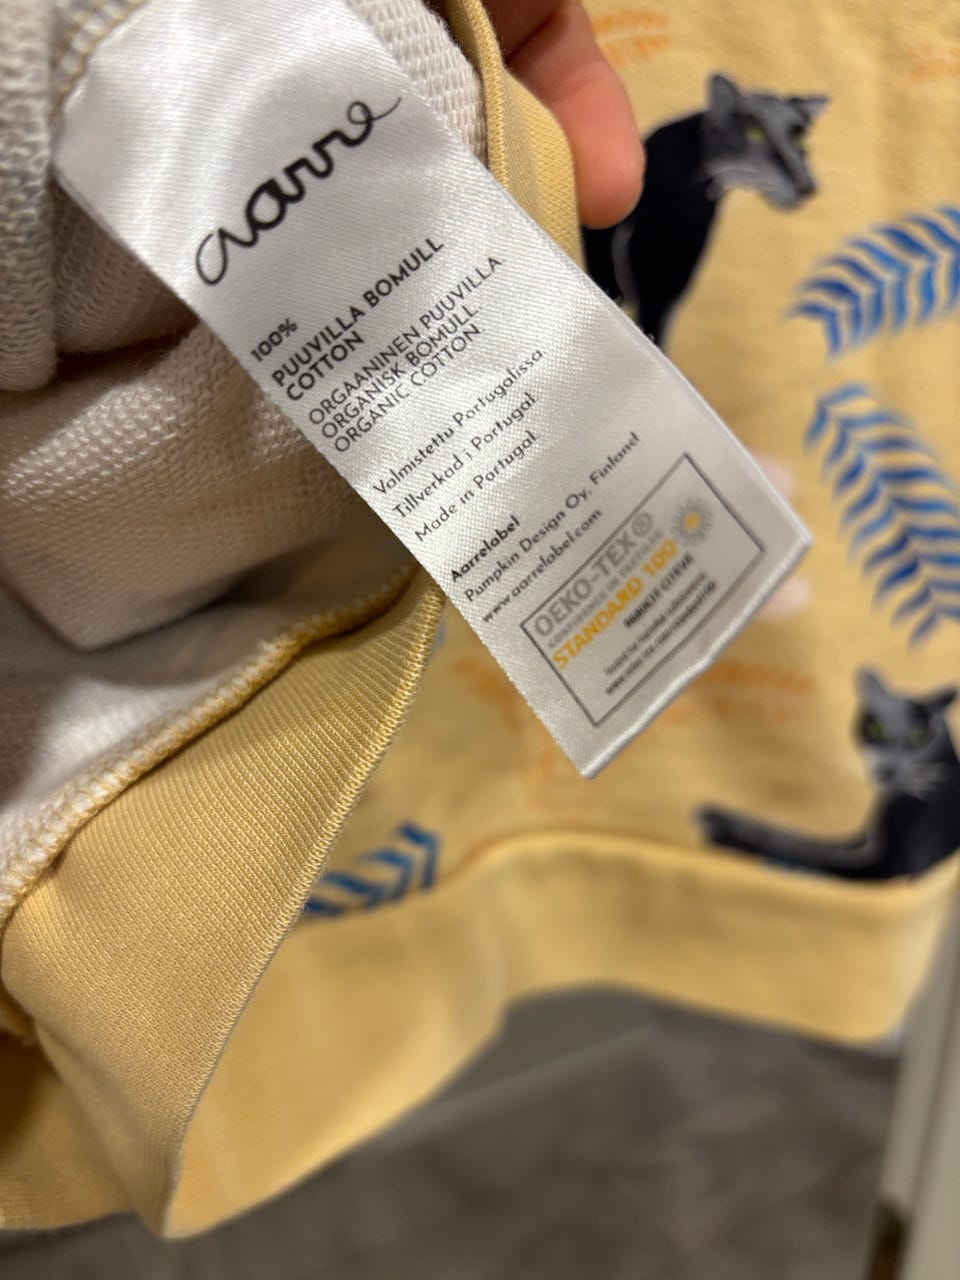 aarre
100%
PUUVILLA BOMULL
COTTON
ORGAANINEN PUUVILLA
ORGANISK BOMULL
ORGANIC COTTON
Valmistettu Portugalissa
Tillverkad i Portugal
Made in Portugal
Aarrelabel
Pumpkin Design Oy, Finland
www.aarrelabel.com
OEKO-TEX®
STANDARD 100